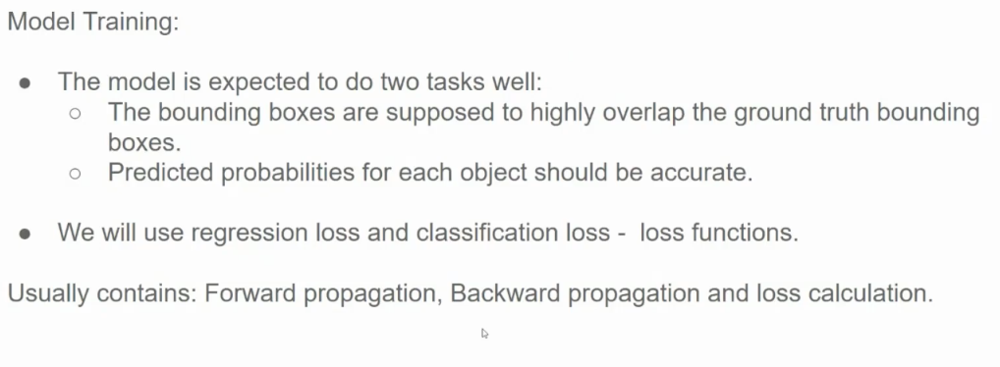 Model Training:
● The model is expected to do two tasks well:
○ The bounding boxes are supposed to highly overlap the ground truth bounding
boxes.
○ Predicted probabilities for each object should be accurate.
● We will use regression loss and classification loss - loss functions.
Usually contains: Forward propagation, Backward propagation and loss calculation.